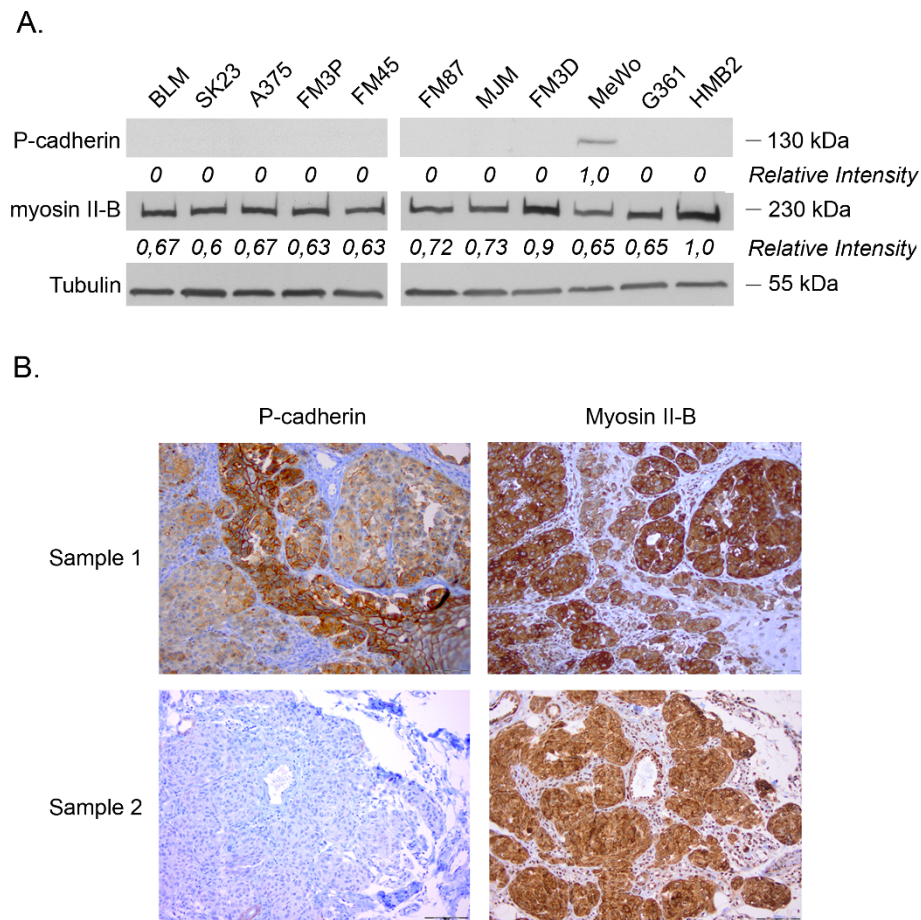 A.
BLM SK23 A375 FM3P FM45 FM87 MJM FM3D MeWo G361 HMB2
P-cadherin — 130 kDa
0 0 0 0 0 0 0 0 1,0 0 0 Relative Intensity
myosin II-B — 230 kDa
0,67 0,6 0,67 0,63 0,63 0,72 0,73 0,9 0,65 0,65 1,0 Relative Intensity
Tubulin — 55 kDa
B.
P-cadherin Myosin II-B
Sample 1
Sample 2